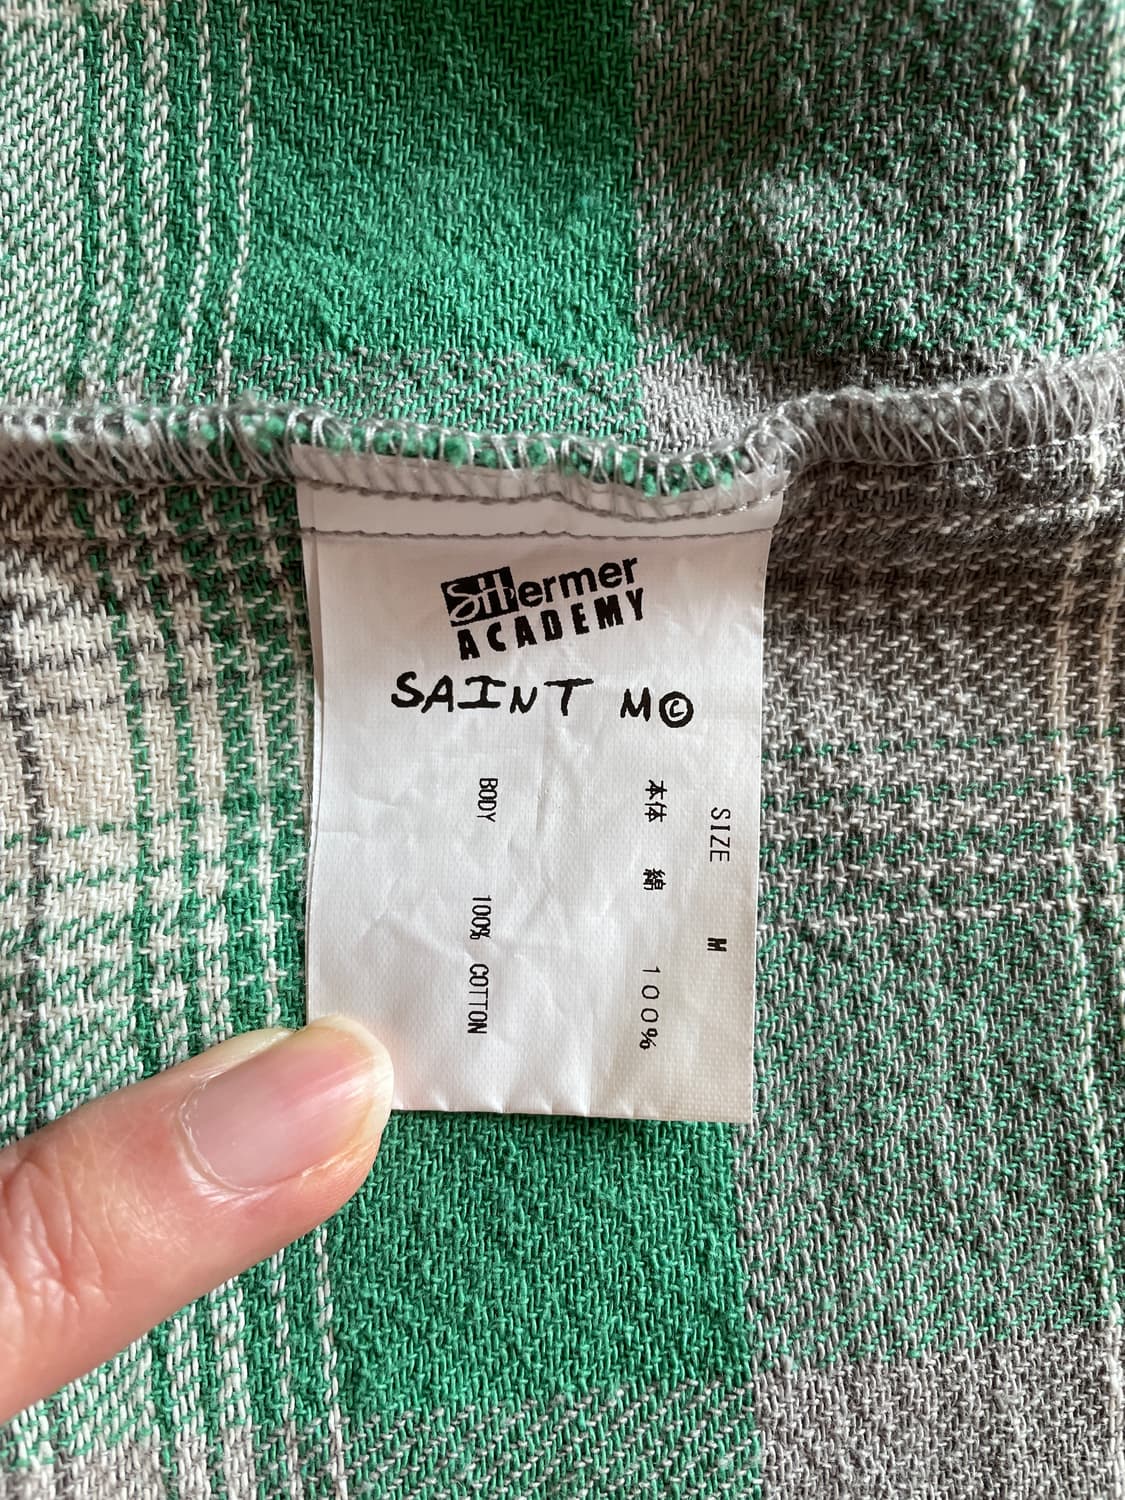 SHermer
ACADEMY
SAINT M©
SIZE M
本体 綿 100%
BODY 100% COTTON